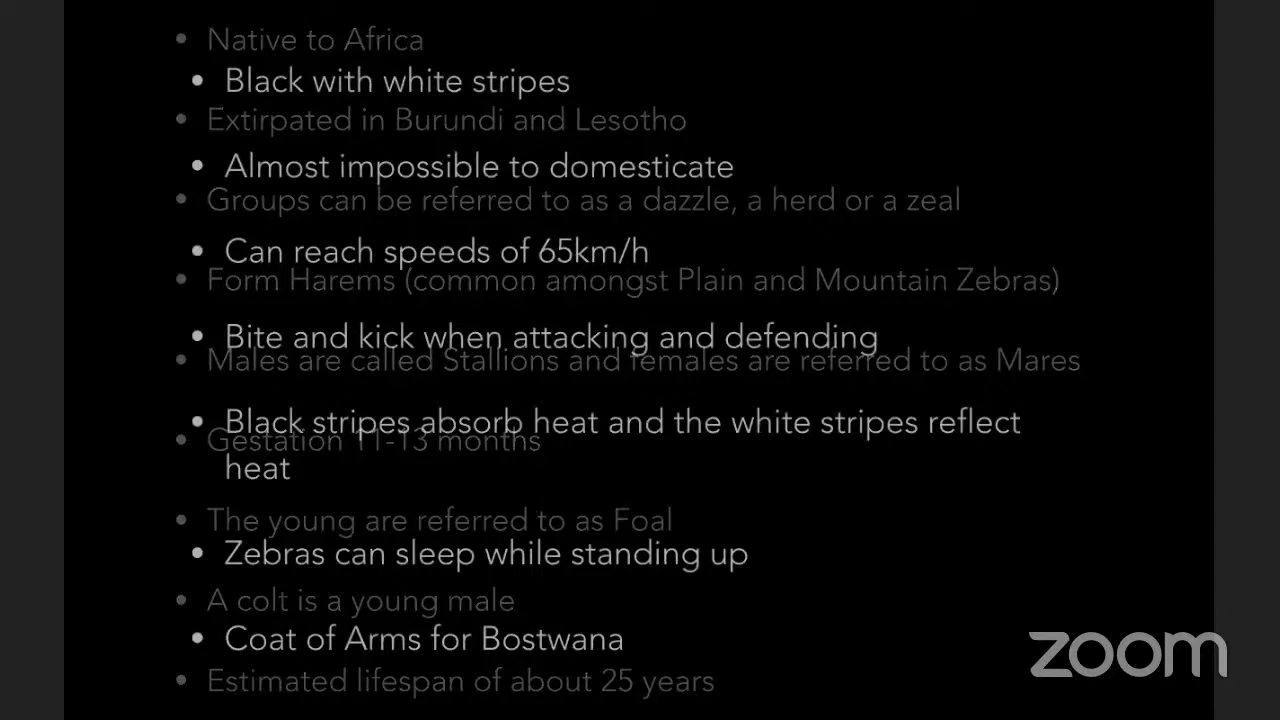 • Native to Africa
• Black with white stripes
• Extirpated in Burundi and Lesotho
• Almost impossible to domesticate
• Groups can be referred to as a dazzle, a herd or a zeal
• Can reach speeds of 65km/h
• Form Harems (common amongst Plain and Mountain Zebras)
• Bite and kick when attacking and defending
• Males are called Stallions and females are referred to as Mares
• Black stripes absorb heat and the white stripes reflect
• Gestation 11-13 months
heat
• The young are referred to as Foal
• Zebras can sleep while standing up
• A colt is a young male
• Coat of Arms for Bostwana
• Estimated lifespan of about 25 years
zoom